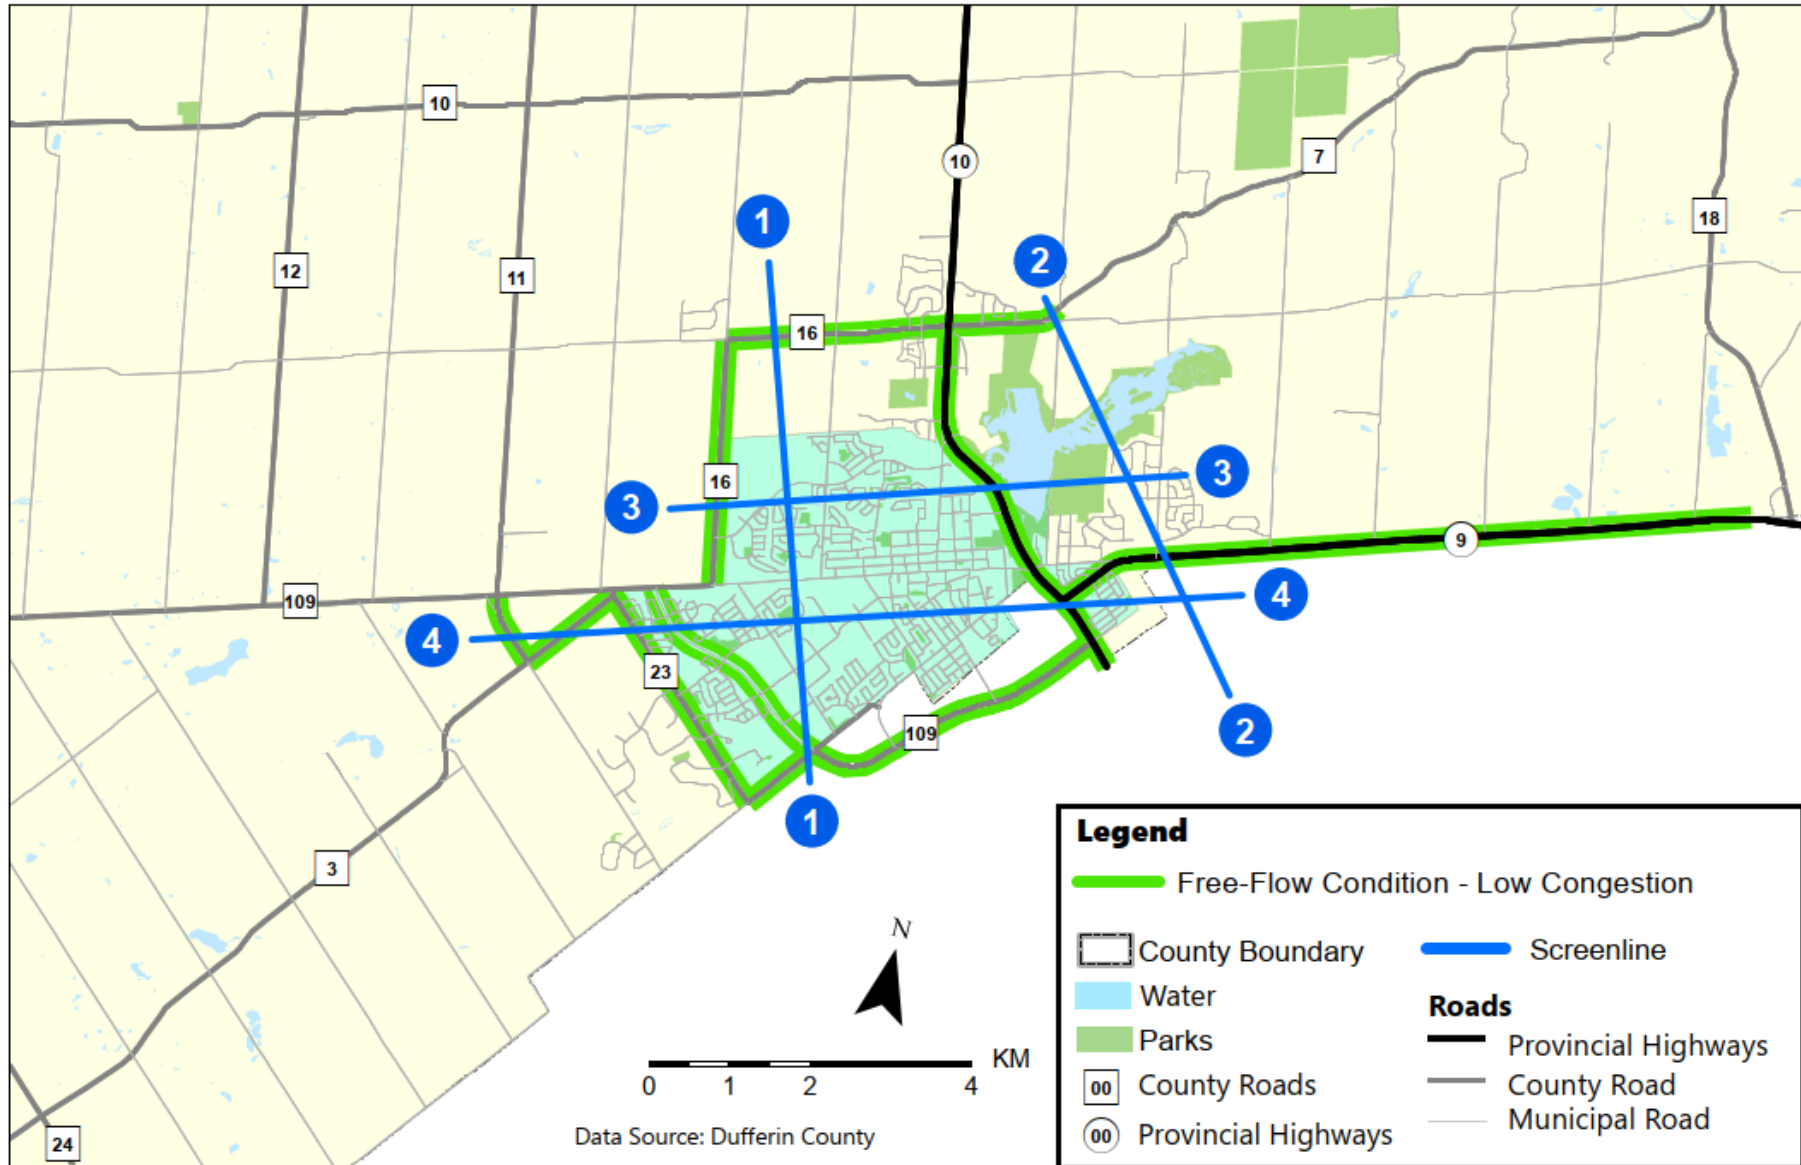 10
10
7
18
1
2
12
11
16
16
3
3
9
109
4
4
23
109
2
1
3
24
N
KM
0 1 2 4
Data Source: Dufferin County
Legend
Free-Flow Condition - Low Congestion
County Boundary
Screenline
Water
Roads
Parks
Provincial Highways
00 County Roads
County Road
Municipal Road
00 Provincial Highways